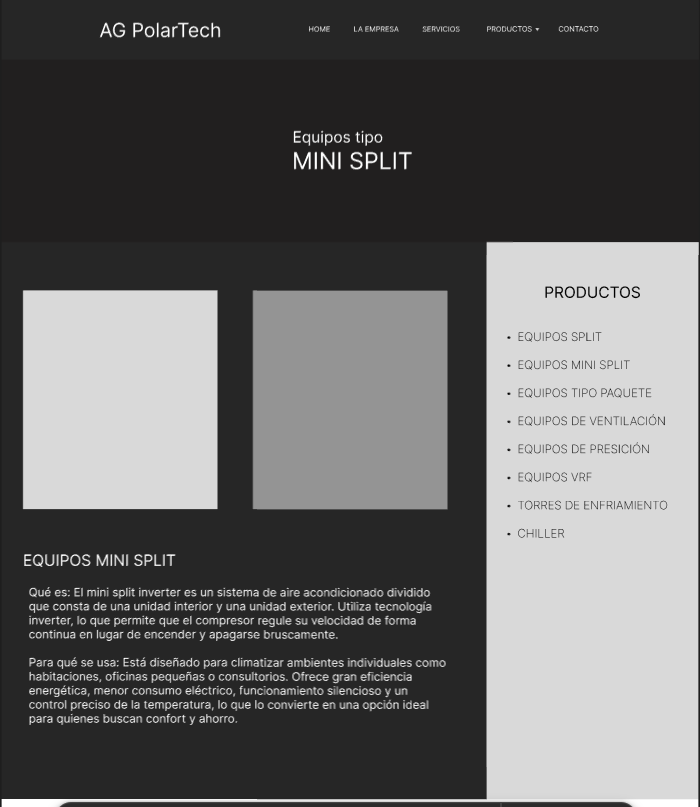 AG PolarTech
HOME LA EMPRESA SERVICIOS PRODUCTOS ▾ CONTACTO
Equipos tipo
MINI SPLIT
PRODUCTOS
• EQUIPOS SPLIT
• EQUIPOS MINI SPLIT
• EQUIPOS TIPO PAQUETE
• EQUIPOS DE VENTILACIÓN
• EQUIPOS DE PRESICIÓN
• EQUIPOS VRF
• TORRES DE ENFRIAMIENTO
• CHILLER
EQUIPOS MINI SPLIT
Qué es: El mini split inverter es un sistema de aire acondicionado dividido
que consta de una unidad interior y una unidad exterior. Utiliza tecnología
inverter, lo que permite que el compresor regule su velocidad de forma
continua en lugar de encender y apagarse bruscamente.
Para qué se usa: Está diseñado para climatizar ambientes individuales como
habitaciones, oficinas pequeñas o consultorios. Ofrece gran eficiencia
energética, menor consumo eléctrico, funcionamiento silencioso y un
control preciso de la temperatura, lo que lo convierte en una opción ideal
para quienes buscan confort y ahorro.